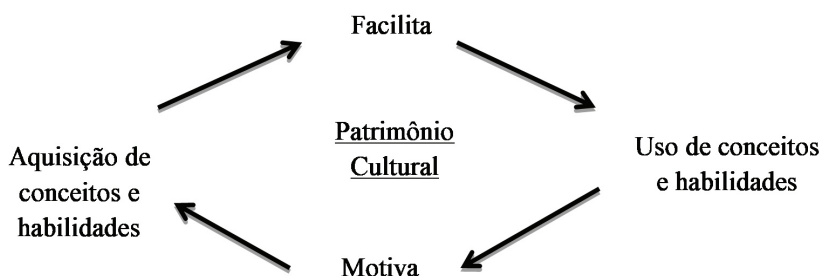 Facilita
Patrimônio
Cultural
Aquisição de
conceitos e
habilidades
Uso de conceitos
e habilidades
Motiva